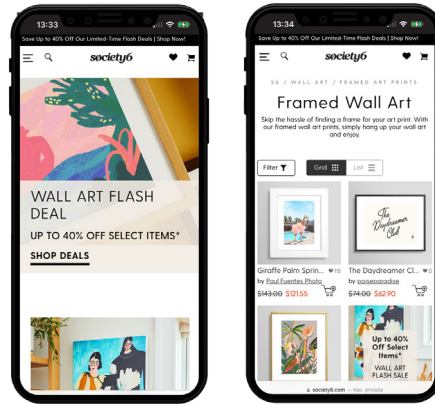 13:33
Save Up to 40% Off Our Limited-Time Flash Deals | Shop Now!
society6
WALL ART FLASH
DEAL
UP TO 40% OFF SELECT ITEMS*
SHOP DEALS
13:34
Save Up to 40% Off Our Limited-Time Flash Deals | Shop Now!
society6
S6 / WALL ART / FRAMED ART PRINTS
Framed Wall Art
Skip the hassle of finding a frame for your art print. With
our framed wall art prints, simply hang up your wall art
and enjoy.
Filter
Grid
List
The
Daydreamer
Club
Giraffe Palm Sprin...
by Paul Fuentes Photo
$143.00 $121.55
The Daydreamer Cl...
by poiseparadise
$74.00 $62.90
Up to 40%
Off Select
Items*
WALL ART
FLASH SALE
society6.com — Nav. privada